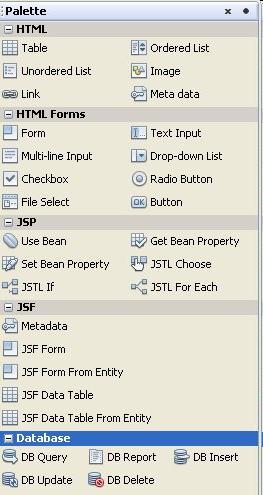 Palette
HTML
Table Ordered List
Unordered List Image
Link Meta data
HTML Forms
Form Text Input
Multi-line Input Drop-down List
Checkbox Radio Button
File Select Button
JSP
Use Bean Get Bean Property
Set Bean Property JSTL Choose
JSTL If JSTL For Each
JSF
Metadata
JSF Form
JSF Form From Entity
JSF Data Table
JSF Data Table From Entity
Database
DB Query DB Report DB Insert
DB Update DB Delete